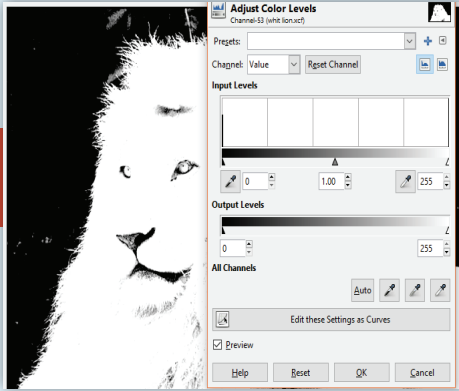 Adjust Color Levels
Channel-53 (whit lion.xcf)
Presets:
Channel: Value Reset Channel
Input Levels
0 1.00 255
Output Levels
0 255
All Channels
Auto
Edit these Settings as Curves
Preview
Help Reset OK Cancel